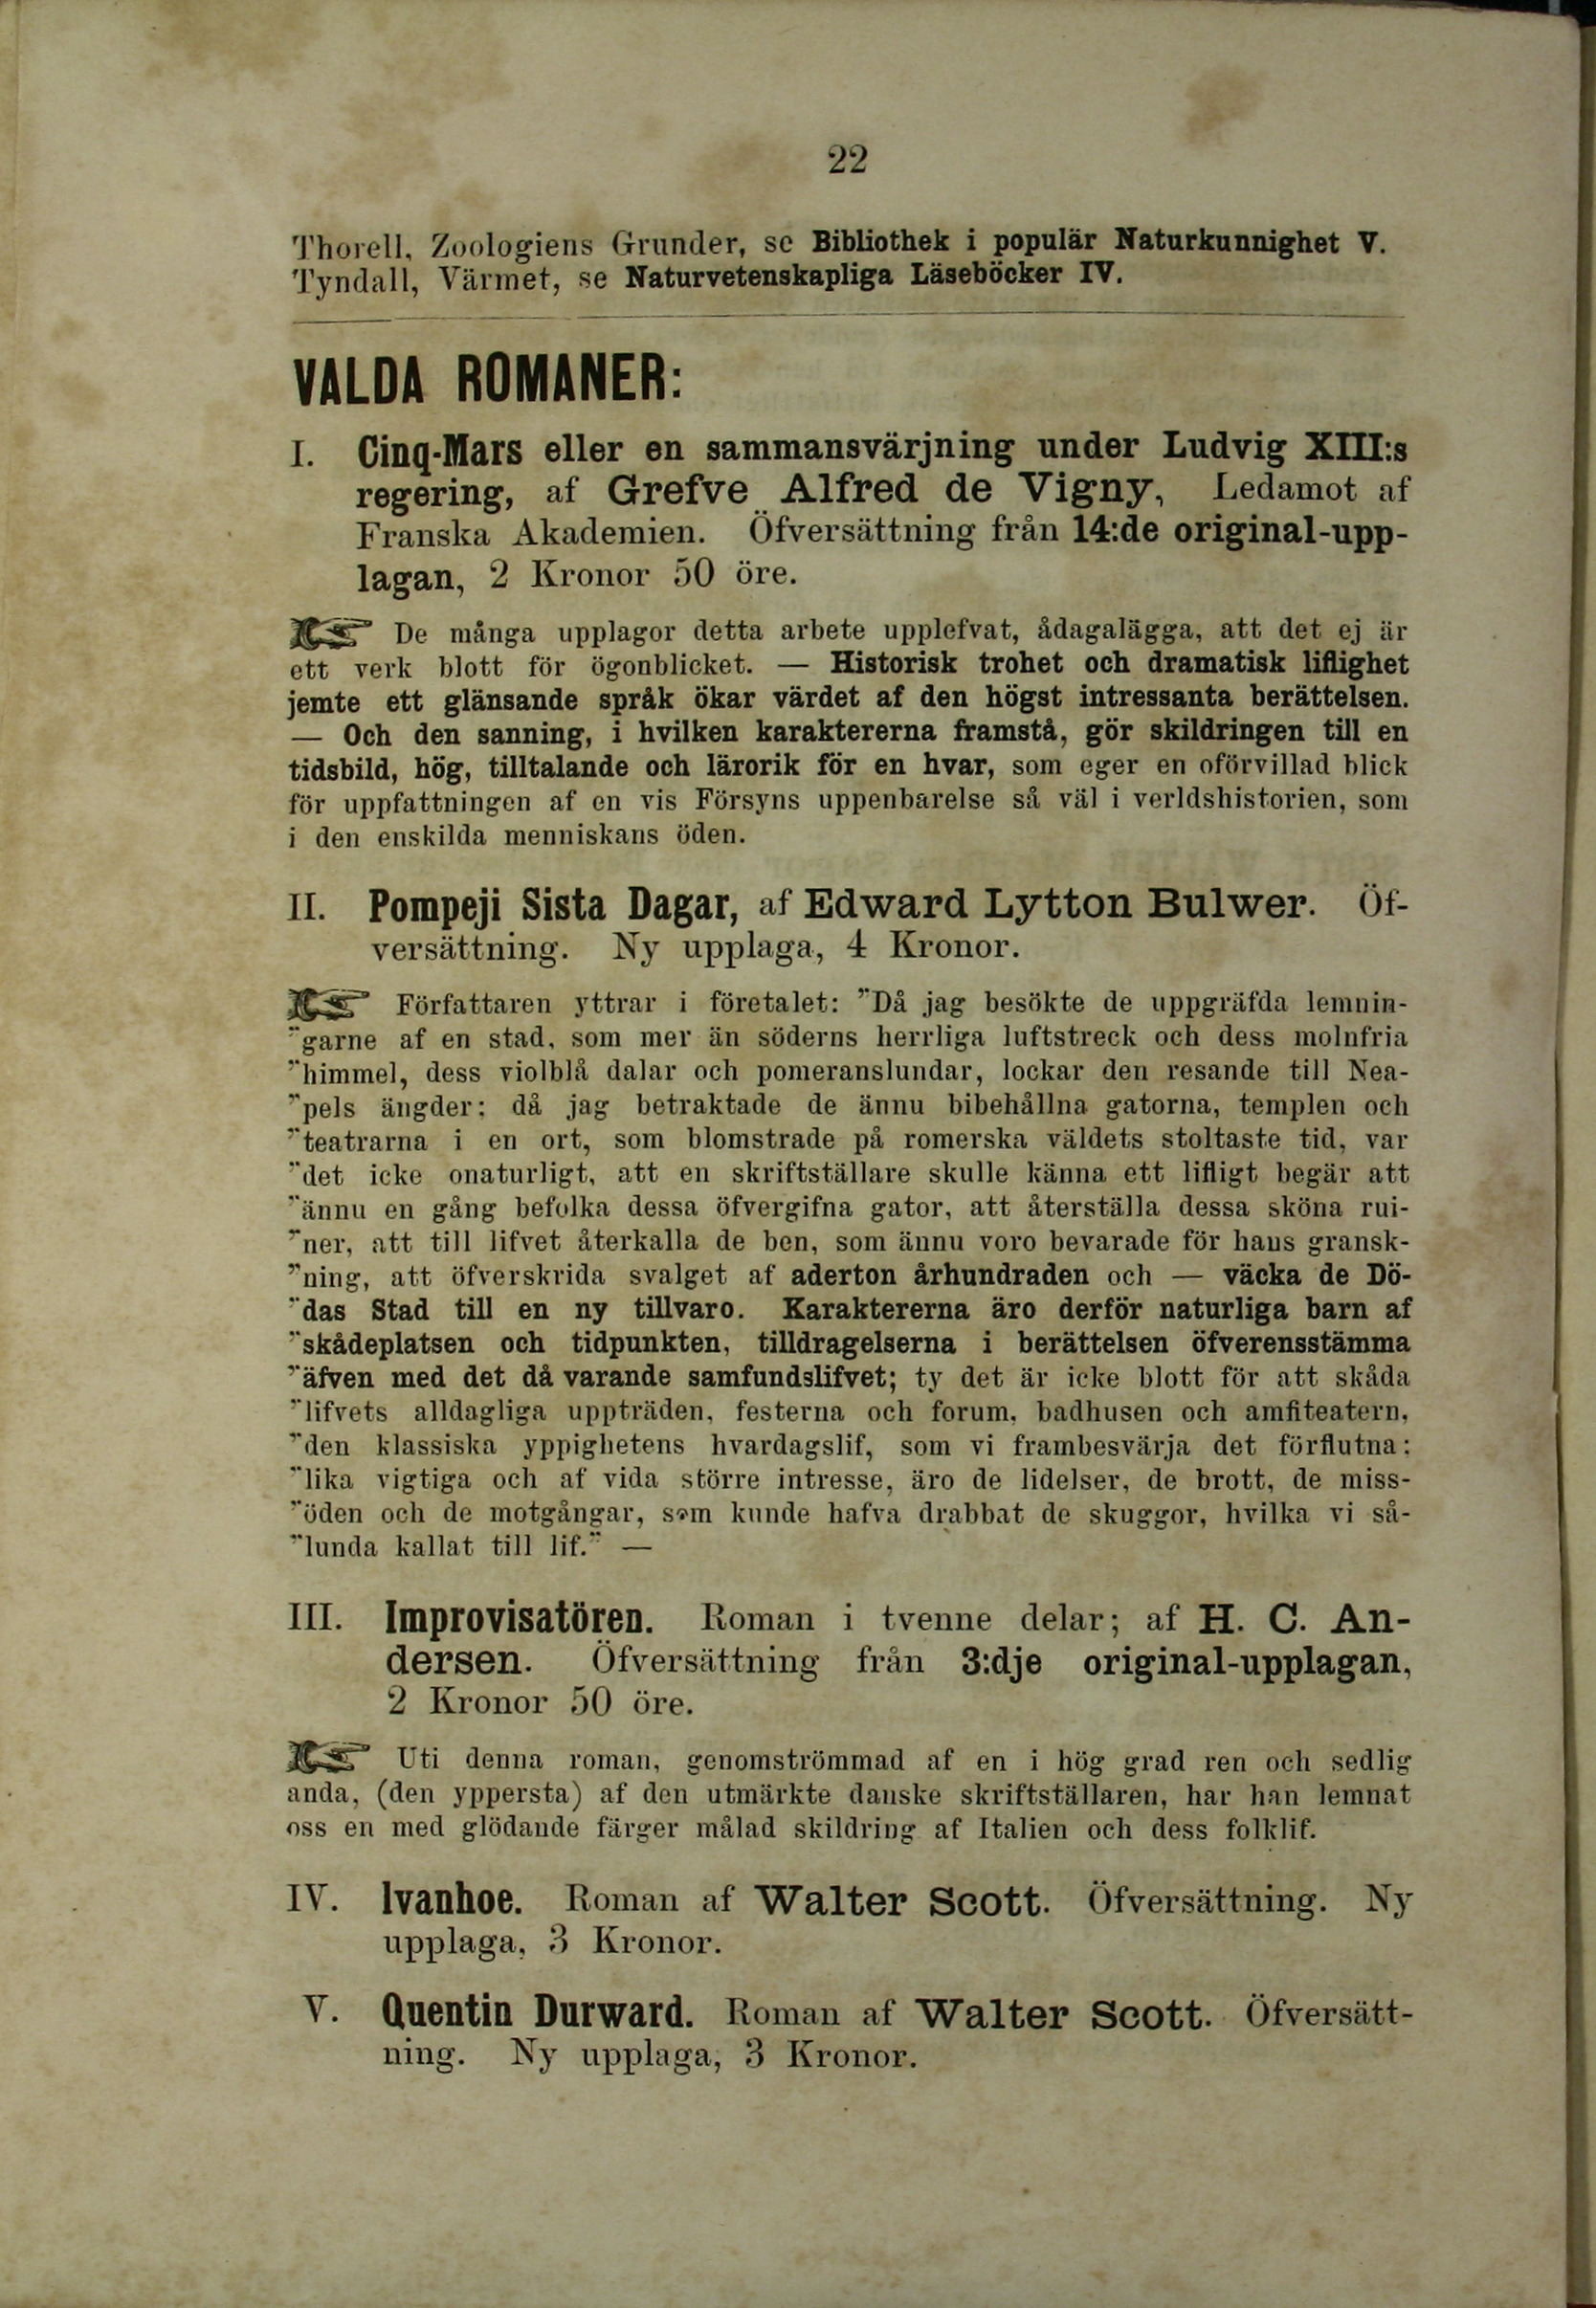 22
Thorell, Zoologiens Grunder, se Bibliothek i populär Naturkunnighet V.
Tyndall, Värmet, se Naturvetenskapliga Läseböcker IV.
VALDA ROMANER:
I. Cinq-Mars eller en sammansvärjning under Ludvig XIII:s
regering, af Grefve Alfred de Vigny, Ledamot af
Franska Akademien. Öfversättning från 14:de original-upp-
lagan, 2 Kronor 50 öre.
☞ De många upplagor detta arbete upplefvat, ådagalägga, att det ej är
ett verk blott för ögonblicket. — Historisk trohet och dramatisk liflighet
jemte ett glänsande språk ökar värdet af den högst intressanta berättelsen.
— Och den sanning, i hvilken karaktererna framstå, gör skildringen till en
tidsbild, hög, tilltalande och lärorik för en hvar, som eger en oförvillad blick
för uppfattningen af en vis Försyns uppenbarelse så väl i verldshistorien, som
i den enskilda menniskans öden.
II. Pompeji Sista Dagar, af Edward Lytton Bulwer. Öf-
versättning. Ny upplaga, 4 Kronor.
☞ Författaren yttrar i företalet: ”Då jag besökte de uppgräfda lemnin-
”garne af en stad, som mer än söderns herrliga luftstreck och dess molnfria
”himmel, dess violblå dalar och pomeranslundar, lockar den resande till Nea-
”pels ängder; då jag betraktade de ännu bibehållna gatorna, templen och
”teatrarna i en ort, som blomstrade på romerska väldets stoltaste tid, var
”det icke onaturligt, att en skriftställare skulle känna ett lifligt begär att
”ännu en gång befolka dessa öfvergifna gator, att återställa dessa sköna rui-
”ner, att till lifvet återkalla de ben, som ännu voro bevarade för hans gransk-
”ning, att öfverskrida svalget af aderton århundraden och — väcka de Dö-
”das Stad till en ny tillvaro. Karaktererna äro derför naturliga barn af
”skådeplatsen och tidpunkten, tilldragelserna i berättelsen öfverensstämma
”äfven med det då varande samfundslifvet; ty det är icke blott för att skåda
”lifvets alldagliga uppträden, festerna och forum, badhusen och amfiteatern,
”den klassiska yppighetens hvardagslif, som vi frambesvärja det förflutna;
”lika vigtiga och af vida större intresse, äro de lidelser, de brott, de miss-
”öden och de motgångar, som kunde hafva drabbat de skuggor, hvilka vi så-
”lunda kallat till lif.” —
III. Improvisatören. Roman i tvenne delar; af H. C. An-
dersen. Öfversättning från 3:dje original-upplagan,
2 Kronor 50 öre.
☞ Uti denna roman, genomströmmad af en i hög grad ren och sedlig
anda, (den yppersta) af den utmärkte danske skriftställaren, har han lemnat
oss en med glödande färger målad skildring af Italien och dess folklif.
IV. Ivanhoe. Roman af Walter Scott. Öfversättning. Ny
upplaga, 3 Kronor.
V. Quentin Durward. Roman af Walter Scott. Öfversätt-
ning. Ny upplaga, 3 Kronor.